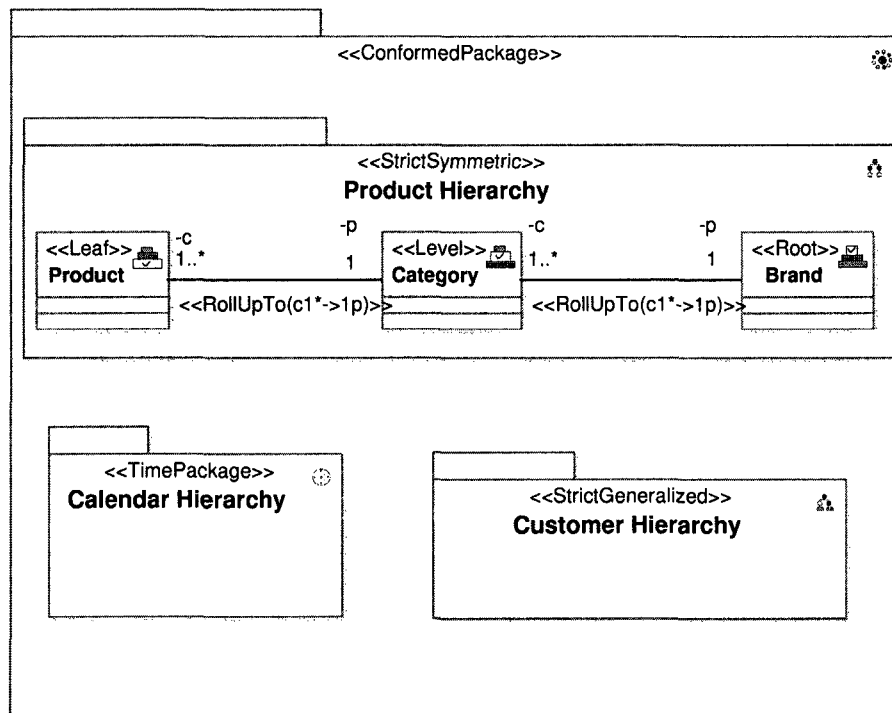 <<ConformedPackage>>
<<StrictSymmetric>>
Product Hierarchy
<<Leaf>>
Product
-c
1..*
-p
1
<<RollUpTo(c1*->1p)>>
<<Level>>
Category
-c
1..*
-p
1
<<RollUpTo(c1*->1p)>>
<<Root>>
Brand
<<TimePackage>>
Calendar Hierarchy
<<StrictGeneralized>>
Customer Hierarchy